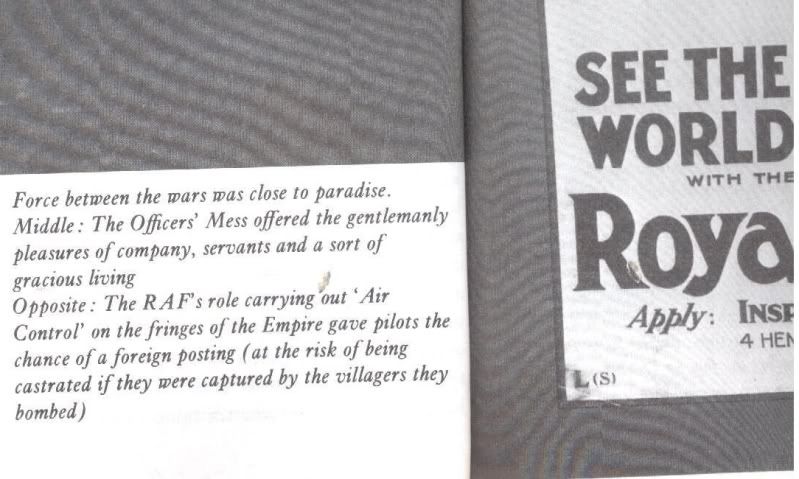 Force between the wars was close to paradise.
Middle : The Officers' Mess offered the gentlemanly
pleasures of company, servants and a sort of
gracious living
Opposite : The RAF's role carrying out 'Air
Control' on the fringes of the Empire gave pilots the
chance of a foreign posting (at the risk of being
castrated if they were captured by the villagers they
bombed)
SEE THE
WORLD
WITH THE
Roya
Apply: INSP
4 HEN
L (S)